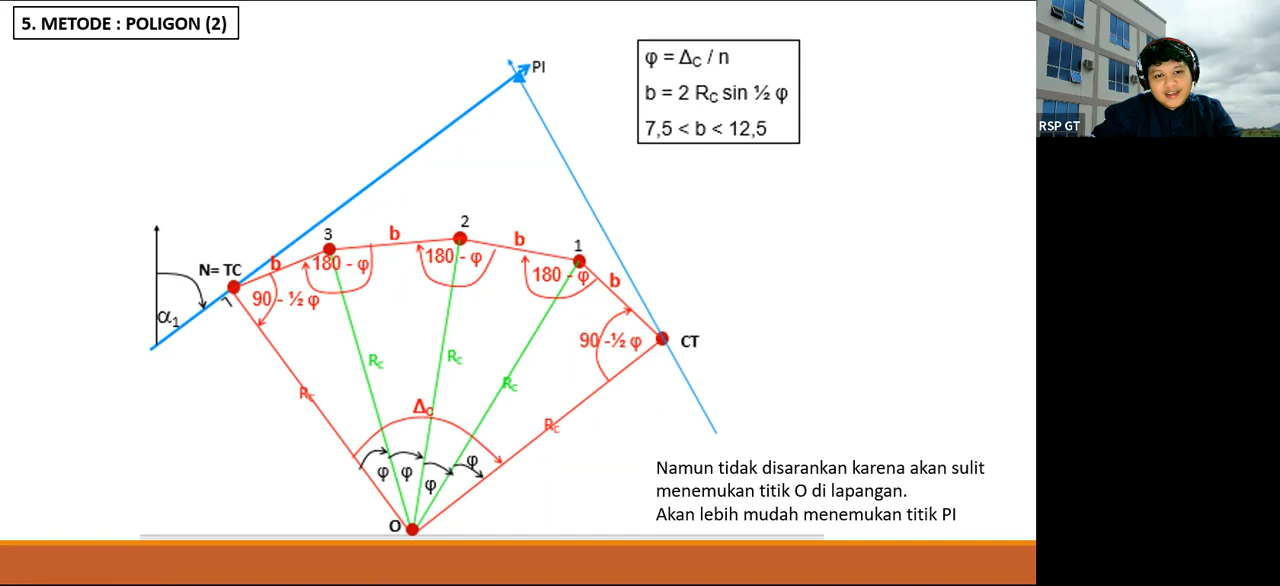 5. METODE : POLIGON (2)
φ = Δc / n
b = 2 Rc sin ½ φ
7,5 < b < 12,5
RSP GT
PI
2
3
b
b
1
N= TC
b
180 - φ
180 - φ
180 - φ
b
90 - ½ φ
α1
90 -½ φ
CT
Rc
Rc
Rc
Rc
Δc
Rc
φ
φ
φ
φ
O
Namun tidak disarankan karena akan sulit
menemukan titik O di lapangan.
Akan lebih mudah menemukan titik PI